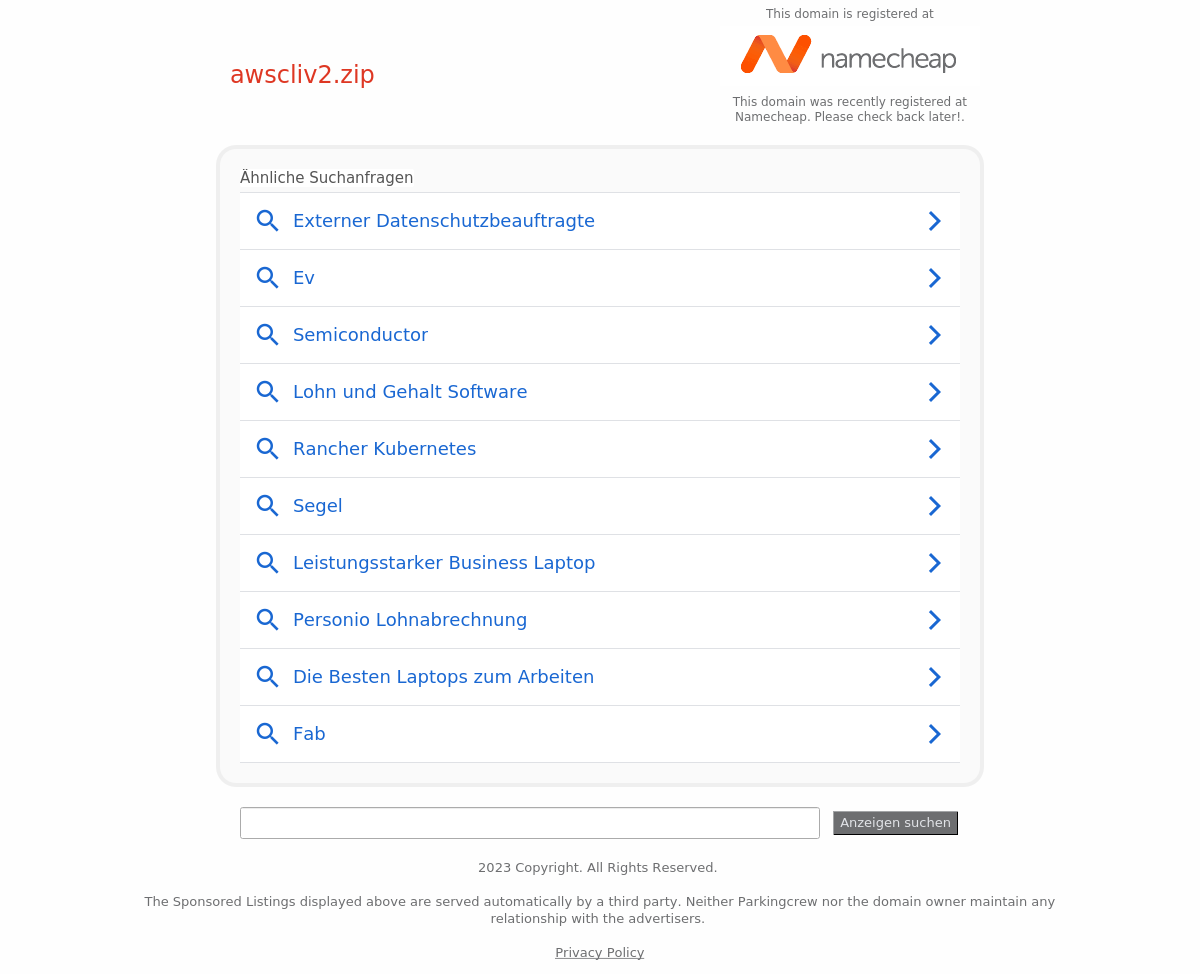 This domain is registered at
namecheap
awscliv2.zip
This domain was recently registered at
Namecheap. Please check back later!.
Ähnliche Suchanfragen
Externer Datenschutzbeauftragte
Ev
Semiconductor
Lohn und Gehalt Software
Rancher Kubernetes
Segel
Leistungsstarker Business Laptop
Personio Lohnabrechnung
Die Besten Laptops zum Arbeiten
Fab
Anzeigen suchen
2023 Copyright. All Rights Reserved.
The Sponsored Listings displayed above are served automatically by a third party. Neither Parkingcrew nor the domain owner maintain any
relationship with the advertisers.
Privacy Policy